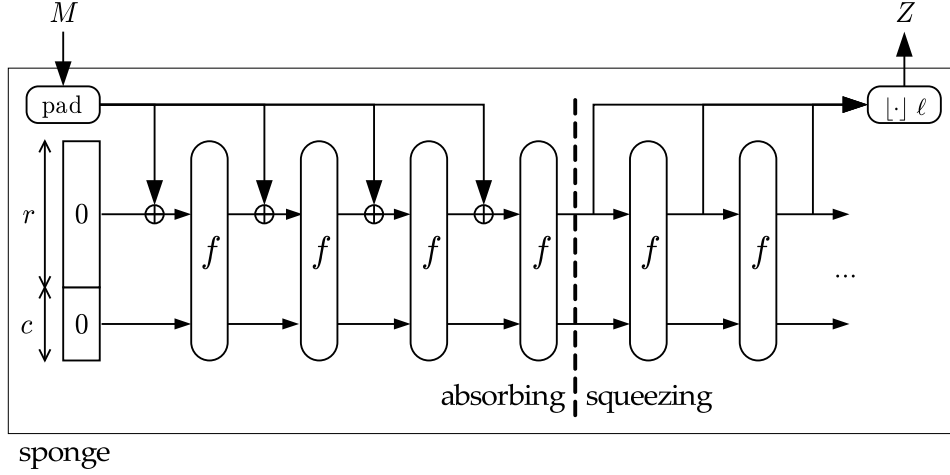 M Z
pad ⌊·⌋ ℓ
r 0
f f f f f f
...
c 0
absorbing squeezing
sponge